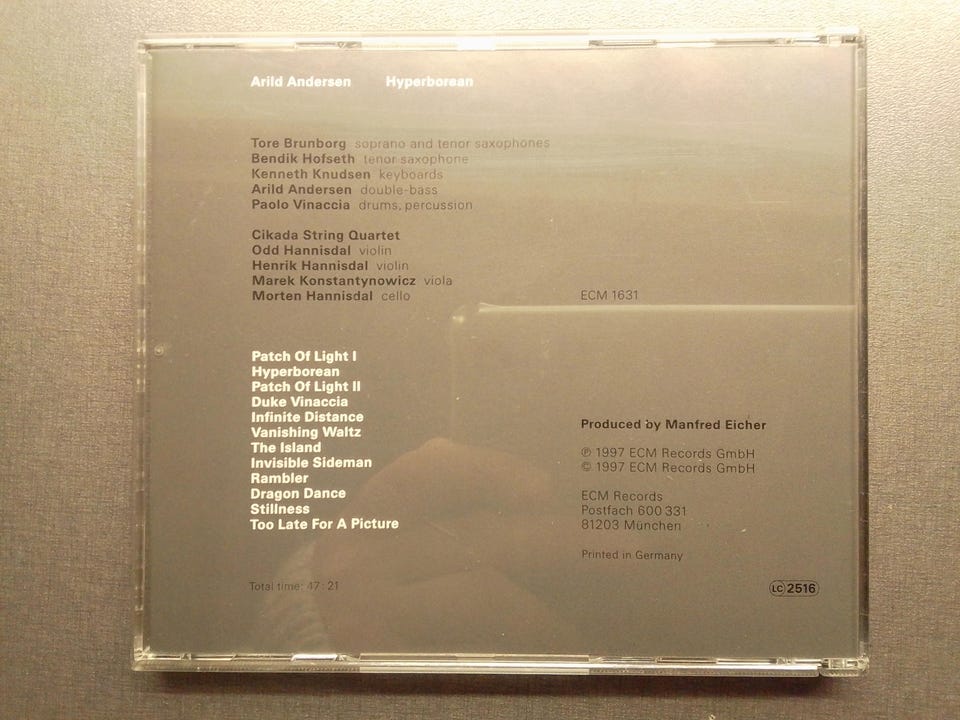 Arild Andersen Hyperborean
Tore Brunborg soprano and tenor saxophones
Bendik Hofseth tenor saxophone
Kenneth Knudsen keyboards
Arild Andersen double-bass
Paolo Vinaccia drums, percussion
Cikada String Quartet
Odd Hannisdal violin
Henrik Hannisdal violin
Marek Konstantynowicz viola
Morten Hannisdal cello
ECM 1631
Patch Of Light I
Hyperborean
Patch Of Light II
Duke Vinaccia
Infinite Distance
Vanishing Waltz
The Island
Invisible Sideman
Rambler
Dragon Dance
Stillness
Too Late For A Picture
Total time: 47:21
Produced by Manfred Eicher
℗ 1997 ECM Records GmbH
© 1997 ECM Records GmbH
ECM Records
Postfach 600 331
81203 München
Printed in Germany
LC 2516